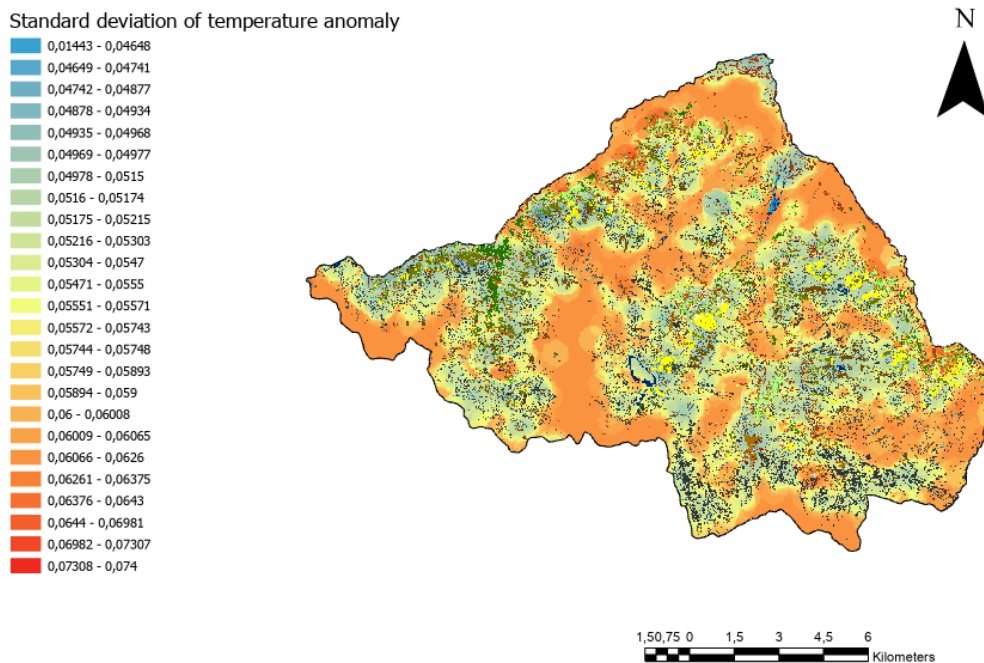 Standard deviation of temperature anomaly
N
0,01443 - 0,04648
0,04649 - 0,04741
0,04742 - 0,04877
0,04878 - 0,04934
0,04935 - 0,04968
0,04969 - 0,04977
0,04978 - 0,0515
0,0516 - 0,05174
0,05175 - 0,05215
0,05216 - 0,05303
0,05304 - 0,0547
0,05471 - 0,0555
0,05551 - 0,05571
0,05572 - 0,05743
0,05744 - 0,05748
0,05749 - 0,05893
0,05894 - 0,059
0,06 - 0,06008
0,06009 - 0,06065
0,06066 - 0,0626
0,06261 - 0,06375
0,06376 - 0,0643
0,0644 - 0,06981
0,06982 - 0,07307
0,07308 - 0,074
1,50,75 0 1,5 3 4,5 6
Kilometers